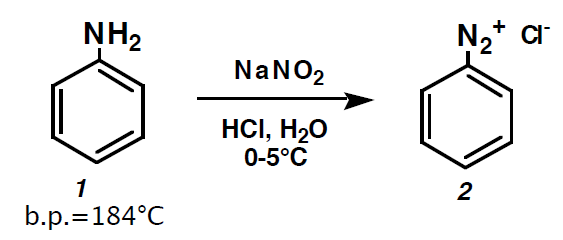 NH₂
1
b.p.=184°C
NaNO₂
HCl, H₂O
0-5°C
N₂⁺ Cl⁻
2